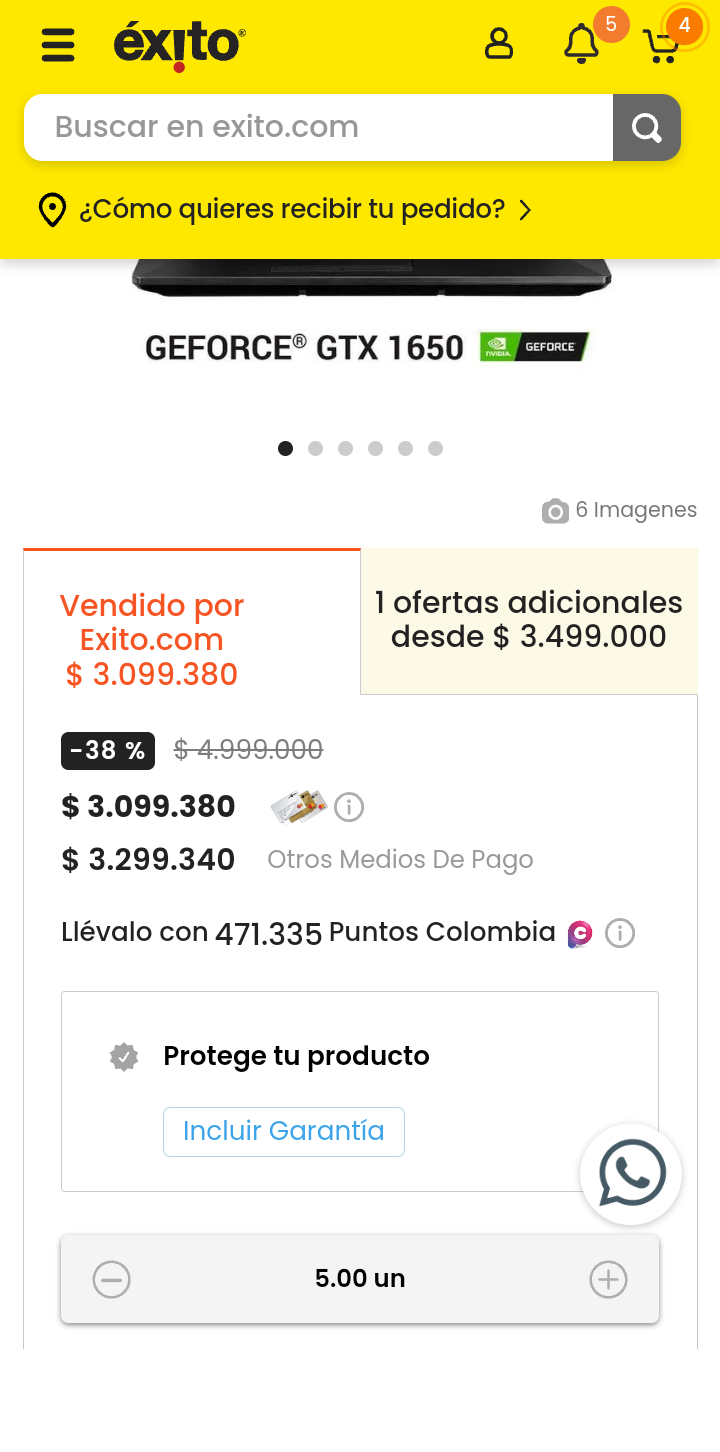 éxito®
5
4
Buscar en exito.com
¿Cómo quieres recibir tu pedido?
GEFORCE® GTX 1650
NVIDIA.
GEFORCE
6 Imagenes
Vendido por
Exito.com
$ 3.099.380
1 ofertas adicionales
desde $ 3.499.000
-38 %
$ 4.999.000
$ 3.099.380
$ 3.299.340
Otros Medios De Pago
Llévalo con 471.335 Puntos Colombia
Protege tu producto
Incluir Garantía
5.00 un